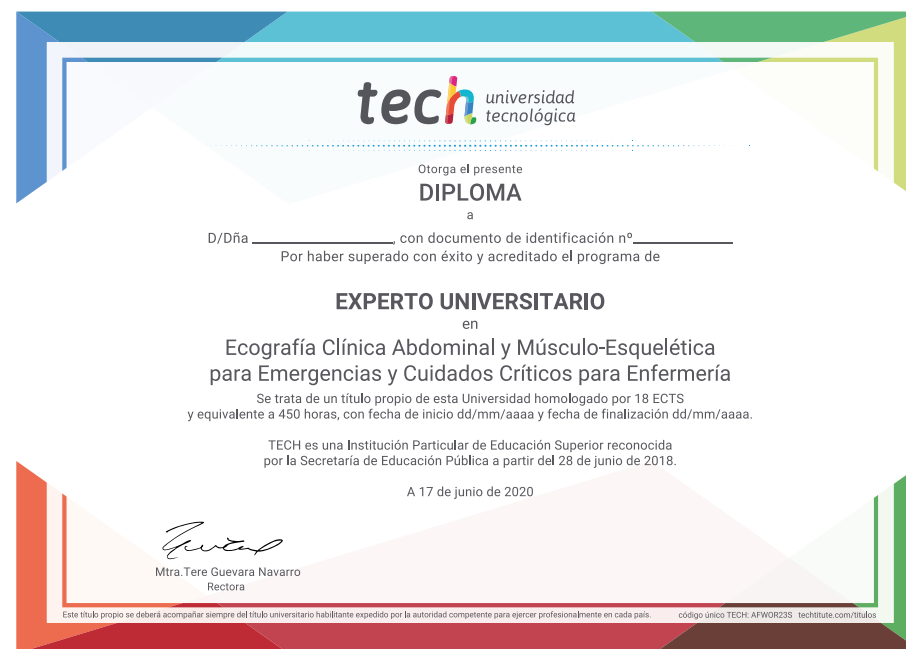 tech universidad
tecnológica
Otorga el presente
DIPLOMA
a
D/Dña ____________________, con documento de identificación nº______________
Por haber superado con éxito y acreditado el programa de
EXPERTO UNIVERSITARIO
en
Ecografía Clínica Abdominal y Músculo-Esquelética
para Emergencias y Cuidados Críticos para Enfermería
Se trata de un título propio de esta Universidad homologado por 18 ECTS
y equivalente a 450 horas, con fecha de inicio dd/mm/aaaa y fecha de finalización dd/mm/aaaa.
TECH es una Institución Particular de Educación Superior reconocida
por la Secretaría de Educación Pública a partir del 28 de junio de 2018.
A 17 de junio de 2020
Mtra.Tere Guevara Navarro
Rectora
Este título propio se deberá acompañar siempre del título universitario habilitante expedido por la autoridad competente para ejercer profesionalmente en cada país. código único TECH: AFWOR23S techtitute.com/titulos